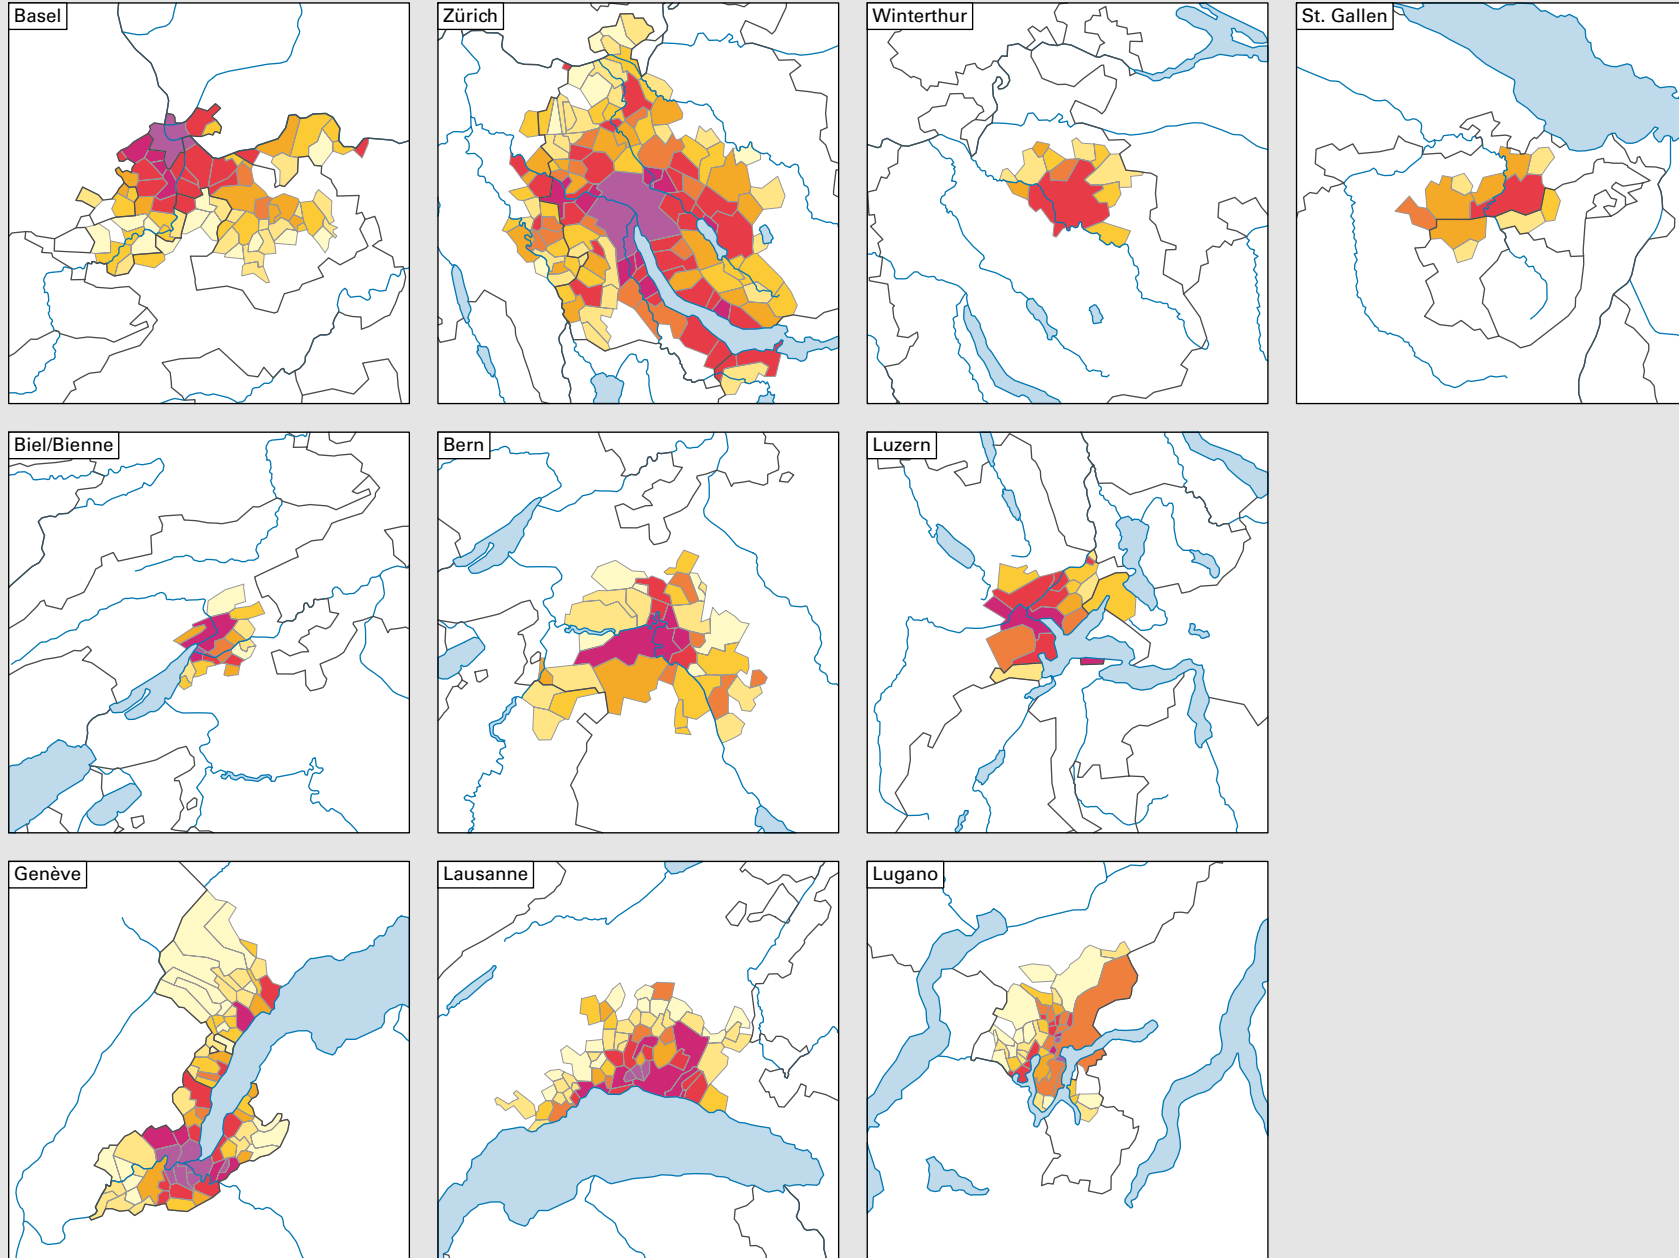 Basel
Zürich
Winterthur
St. Gallen
Biel/Bienne
Bern
Luzern
Genève
Lausanne
Lugano